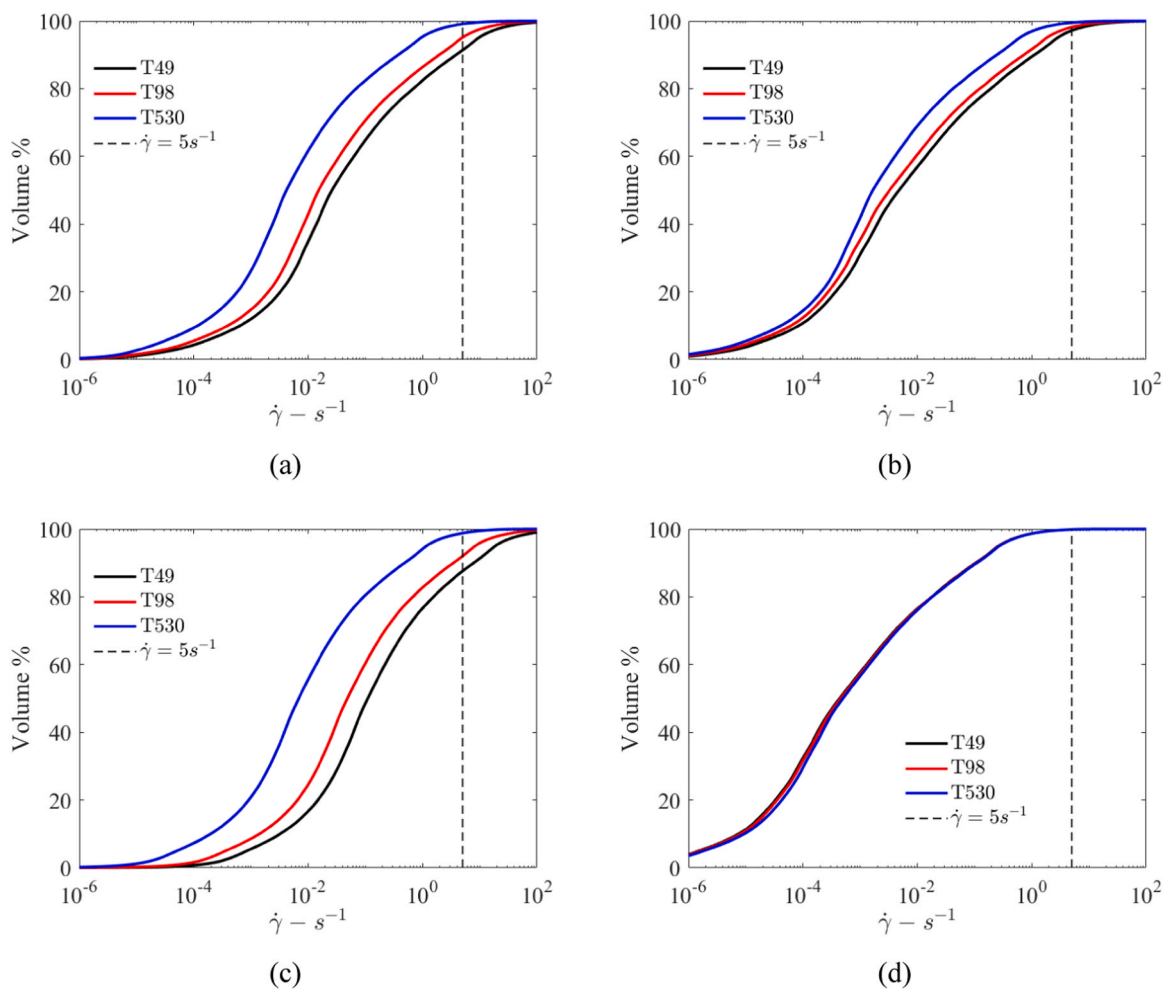 100
80
60
40
20
0
Volume %
T49
T98
T530
γ̇ = 5s⁻¹
10⁻⁶ 10⁻⁴ 10⁻² 10⁰ 10²
γ̇ − s⁻¹
(a)
100
80
60
40
20
0
Volume %
T49
T98
T530
γ̇ = 5s⁻¹
10⁻⁶ 10⁻⁴ 10⁻² 10⁰ 10²
γ̇ − s⁻¹
(b)
100
80
60
40
20
0
Volume %
T49
T98
T530
γ̇ = 5s⁻¹
10⁻⁶ 10⁻⁴ 10⁻² 10⁰ 10²
γ̇ − s⁻¹
(c)
100
80
60
40
20
0
Volume %
T49
T98
T530
γ̇ = 5s⁻¹
10⁻⁶ 10⁻⁴ 10⁻² 10⁰ 10²
γ̇ − s⁻¹
(d)